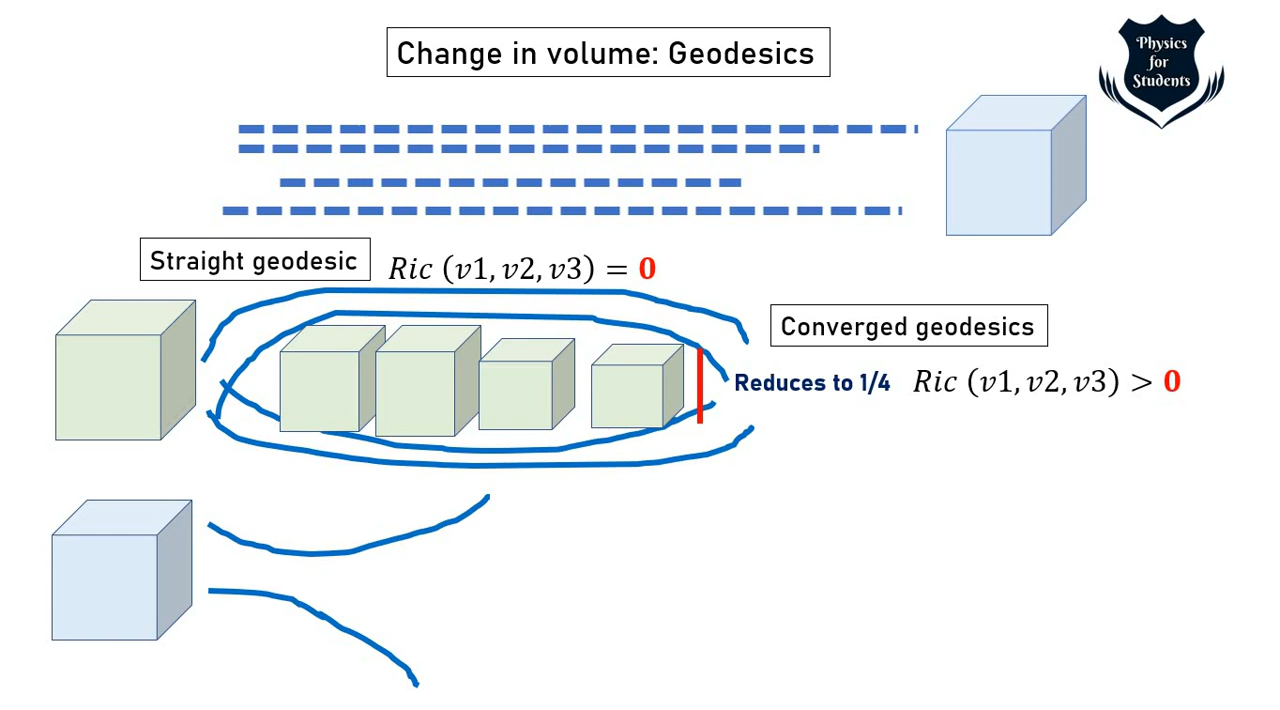 Change in volume: Geodesics
Physics
for
Students
Straight geodesic
Ric (v1, v2, v3) = 0
Converged geodesics
Reduces to 1/4
Ric (v1, v2, v3) > 0